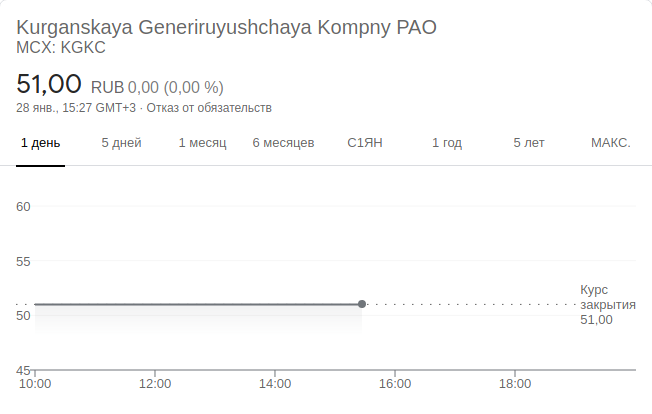 Kurganskaya Generiruyushchaya Kompny PAO
MCX: KGKC
51,00 RUB 0,00 (0,00 %)
28 янв., 15:27 GMT+3 · Отказ от обязательств
1 день 5 дней 1 месяц 6 месяцев С1ЯН 1 год 5 лет МАКС.
60
55
50
45
Курс
закрытия
51,00
10:00 12:00 14:00 16:00 18:00